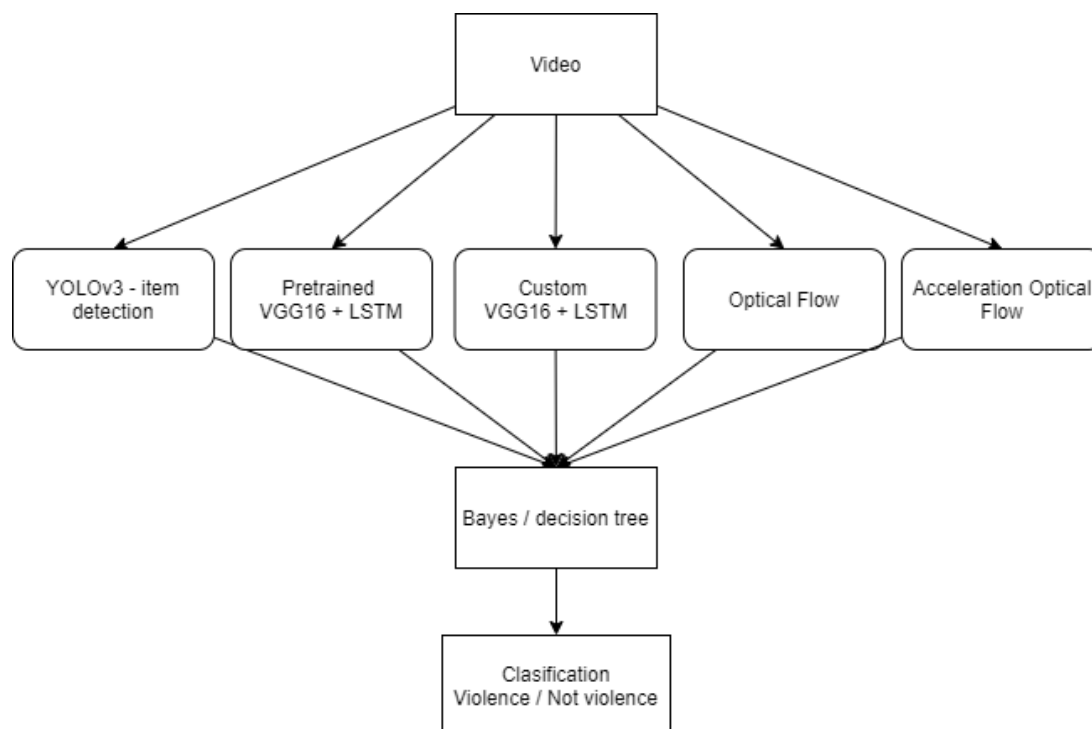 Video
YOLOv3 - item
detection
Pretrained
VGG16 + LSTM
Custom
VGG16 + LSTM
Optical Flow
Acceleration Optical
Flow
Bayes / decision tree
Clasification
Violence / Not violence